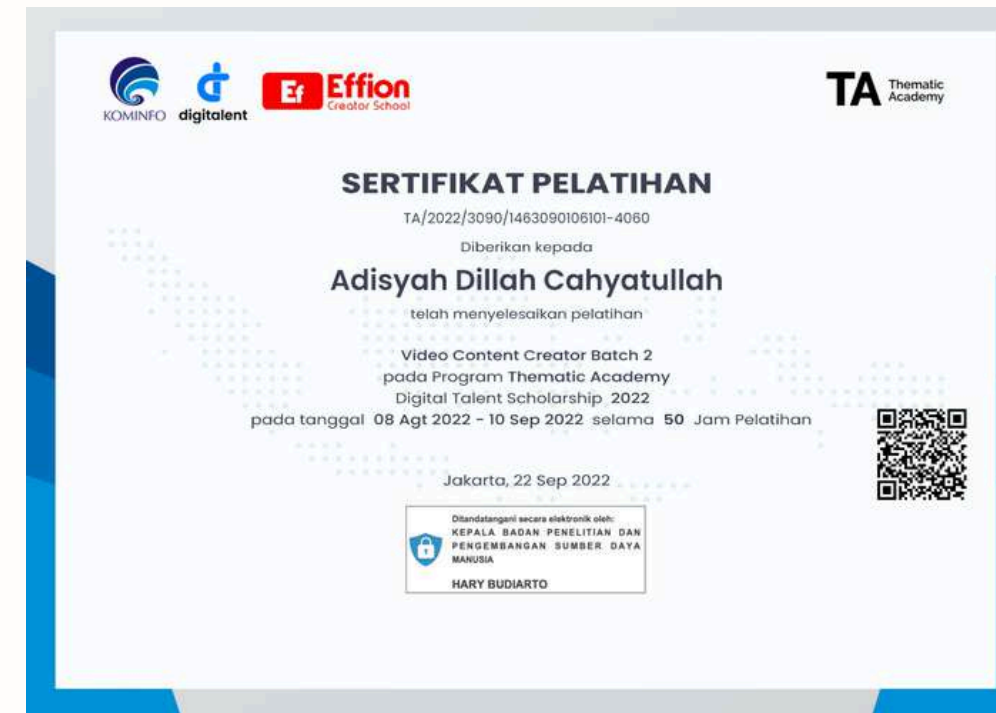 KOMINFO
digitalent
Ef Effion
Creator School
TA Thematic
Academy
SERTIFIKAT PELATIHAN
TA/2022/3090/1463090106101-4060
Diberikan kepada
Adisyah Dillah Cahyatullah
telah menyelesaikan pelatihan
Video Content Creator Batch 2
pada Program Thematic Academy
Digital Talent Scholarship 2022
pada tanggal 08 Agt 2022 - 10 Sep 2022 selama 50 Jam Pelatihan
Jakarta, 22 Sep 2022
Ditandatangani secara elektronik oleh:
KEPALA BADAN PENELITIAN DAN
PENGEMBANGAN SUMBER DAYA
MANUSIA
HARY BUDIARTO